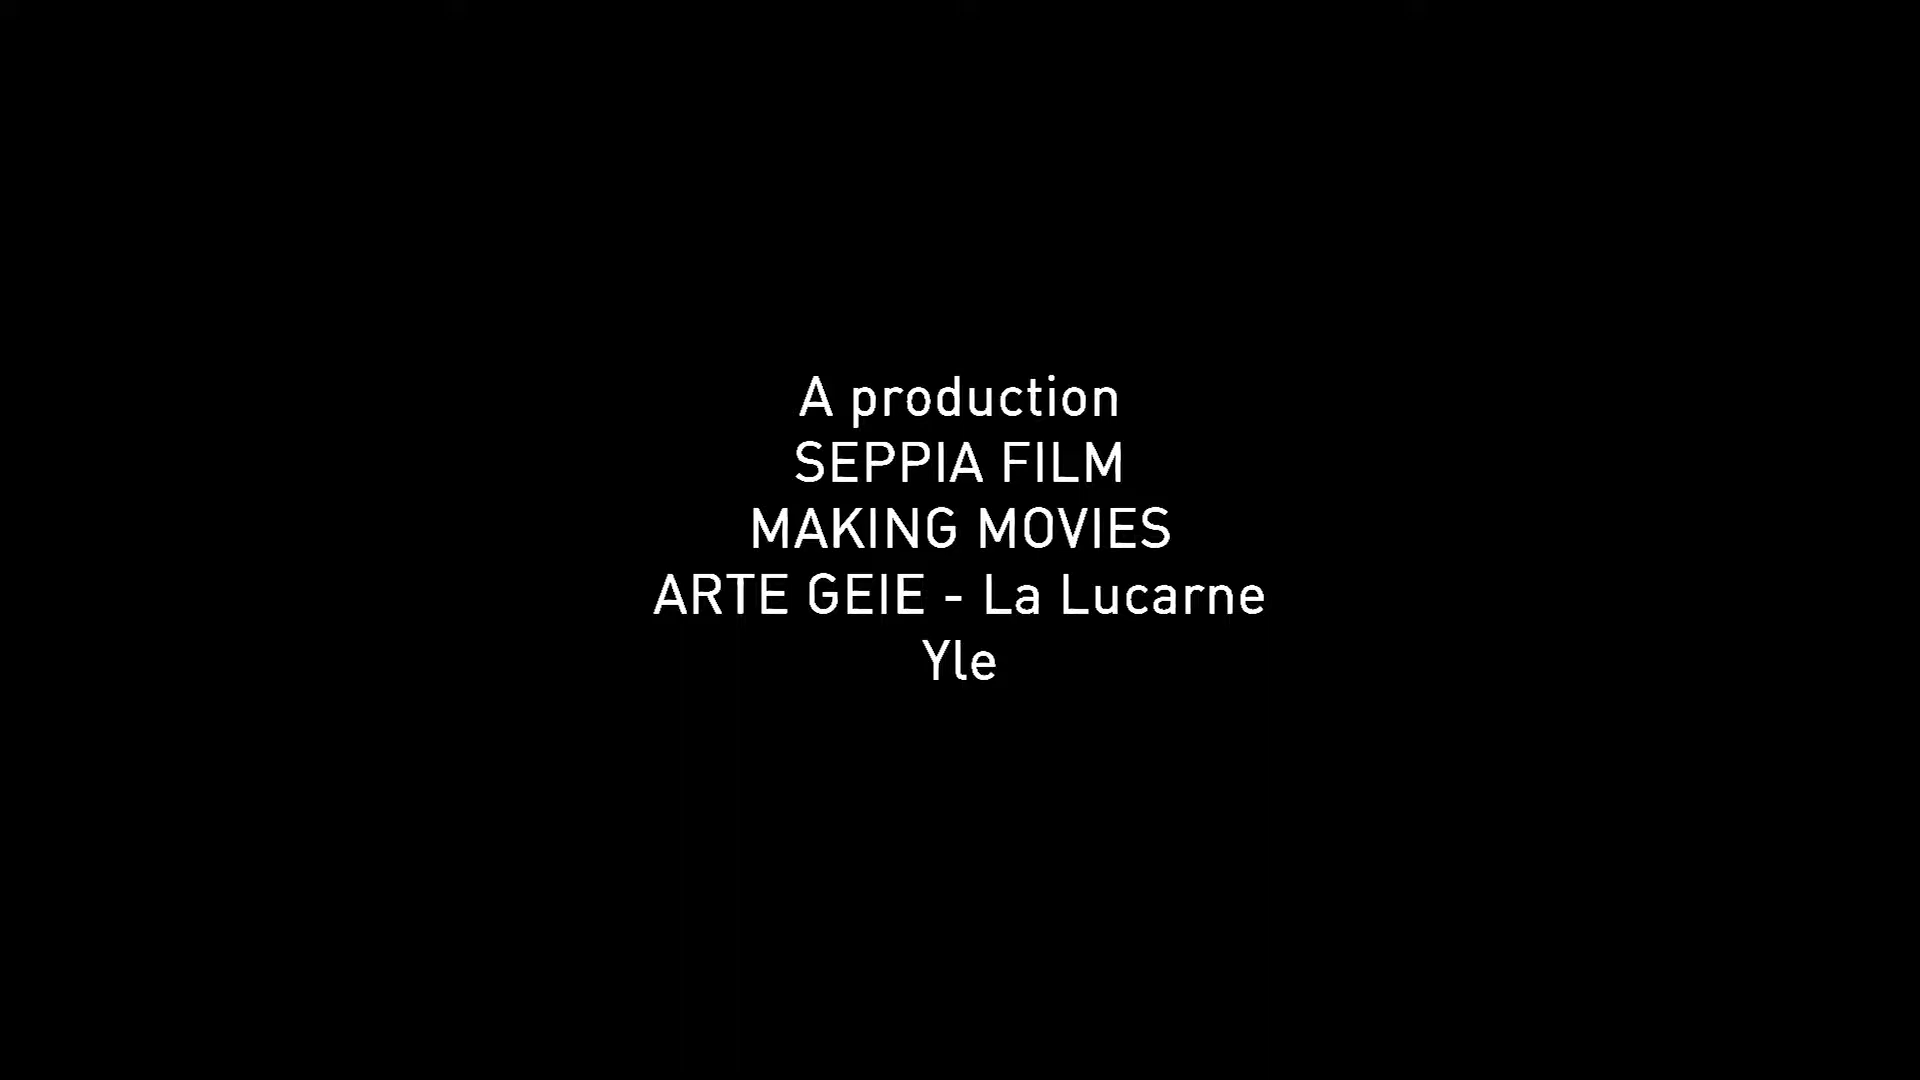 A production
SEPPIA FILM
MAKING MOVIES
ARTE GEIE - La Lucarne
Yle